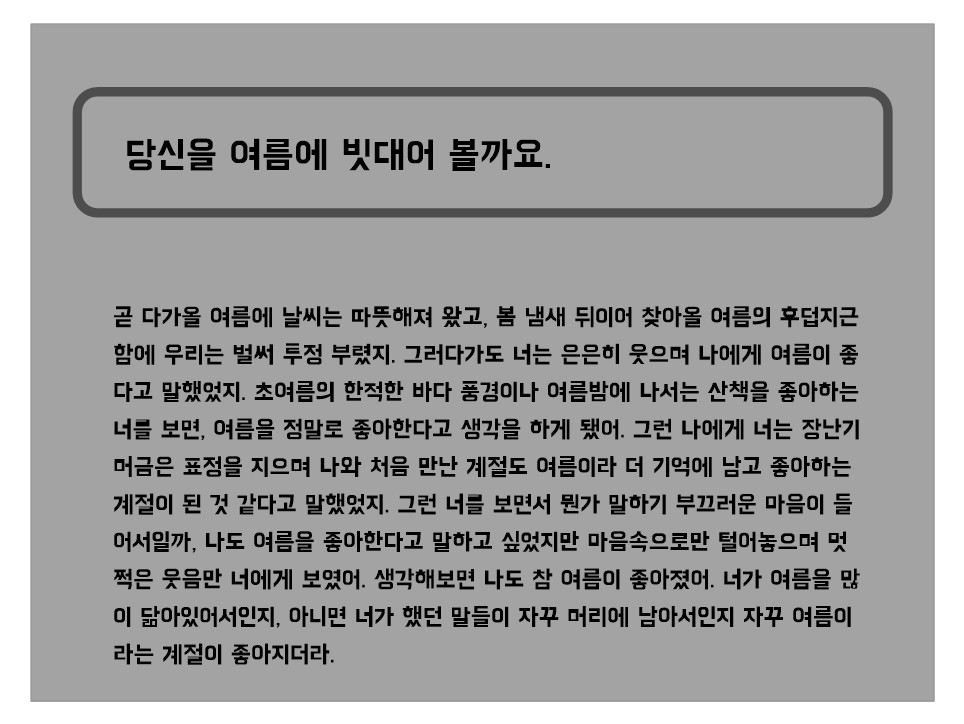 당신을 여름에 빗대어 볼까요.
곧 다가올 여름에 날씨는 따뜻해져 왔고, 봄 냄새 뒤이어 찾아올 여름의 후덥지근
함에 우리는 벌써 투정 부렸지. 그러다가도 너는 은은히 웃으며 나에게 여름이 좋
다고 말했었지. 초여름의 한적한 바다 풍경이나 여름밤에 나서는 산책을 좋아하는
너를 보면, 여름을 정말로 좋아한다고 생각을 하게 됐어. 그런 나에게 너는 장난기
머금은 표정을 지으며 나와 처음 만난 계절도 여름이라 더 기억에 남고 좋아하는
계절이 된 것 같다고 말했었지. 그런 너를 보면서 뭔가 말하기 부끄러운 마음이 들
어서일까, 나도 여름을 좋아한다고 말하고 싶었지만 마음속으로만 털어놓으며 멋
쩍은 웃음만 너에게 보였어. 생각해보면 나도 참 여름이 좋아졌어. 너가 여름을 많
이 닮아있어서인지, 아니면 너가 했던 말들이 자꾸 머리에 남아서인지 자꾸 여름이
라는 계절이 좋아지더라.